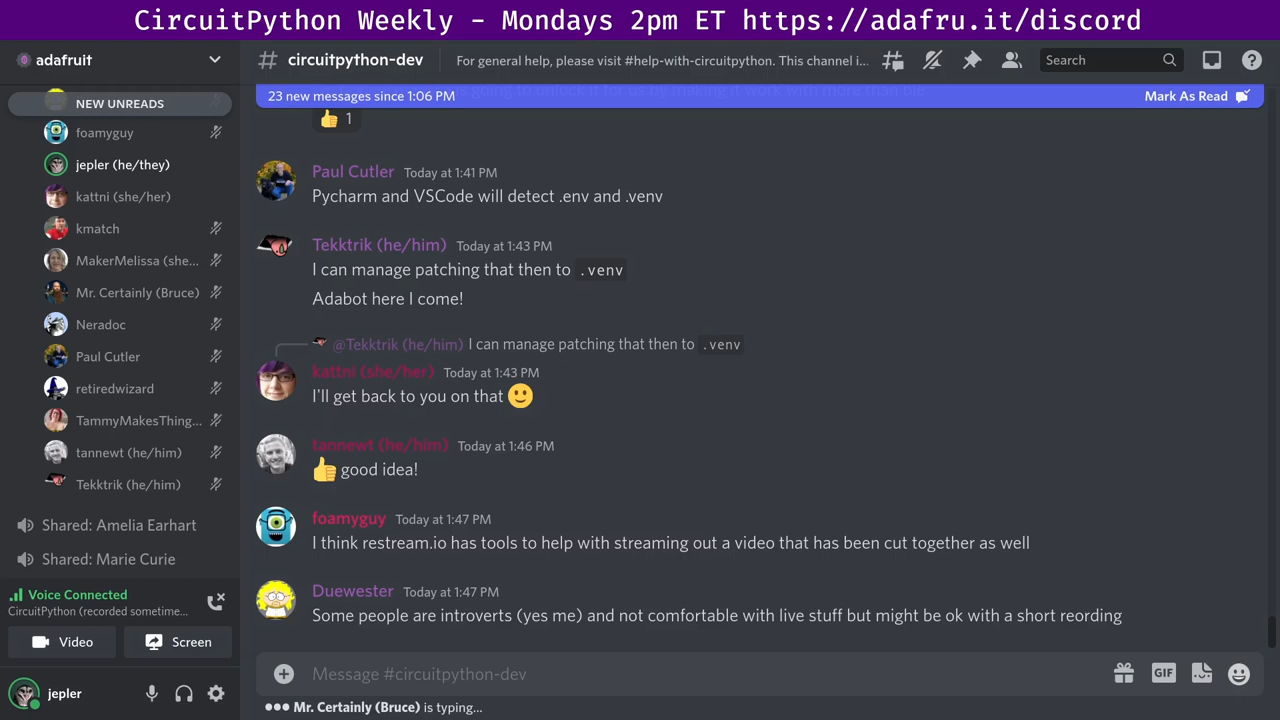 CircuitPython Weekly - Mondays 2pm ET https://adafru.it/discord
adafruit
NEW UNREADS
foamyguy
jepler (he/they)
kattni (she/her)
kmatch
MakerMelissa (she...
Mr. Certainly (Bruce)
Neradoc
Paul Cutler
retiredwizard
TammyMakesThing...
tannewt (he/him)
Tekktrik (he/him)
Shared: Amelia Earhart
Shared: Marie Curie
Voice Connected
CircuitPython (recorded sometime...
Video
Screen
jepler
# circuitpython-dev
For general help, please visit #help-with-circuitpython. This channel i...
Search
23 new messages since 1:06 PM
Mark As Read
1
Paul Cutler Today at 1:41 PM
Pycharm and VSCode will detect .env and .venv
Tekktrik (he/him) Today at 1:43 PM
I can manage patching that then to .venv
Adabot here I come!
@Tekktrik (he/him) I can manage patching that then to .venv
kattni (she/her) Today at 1:43 PM
I'll get back to you on that 🙂
tannewt (he/him) Today at 1:46 PM
👍 good idea!
foamyguy Today at 1:47 PM
I think restream.io has tools to help with streaming out a video that has been cut together as well
Duewester Today at 1:47 PM
Some people are introverts (yes me) and not comfortable with live stuff but might be ok with a short reording
Message #circuitpython-dev
GIF
Mr. Certainly (Bruce) is typing...